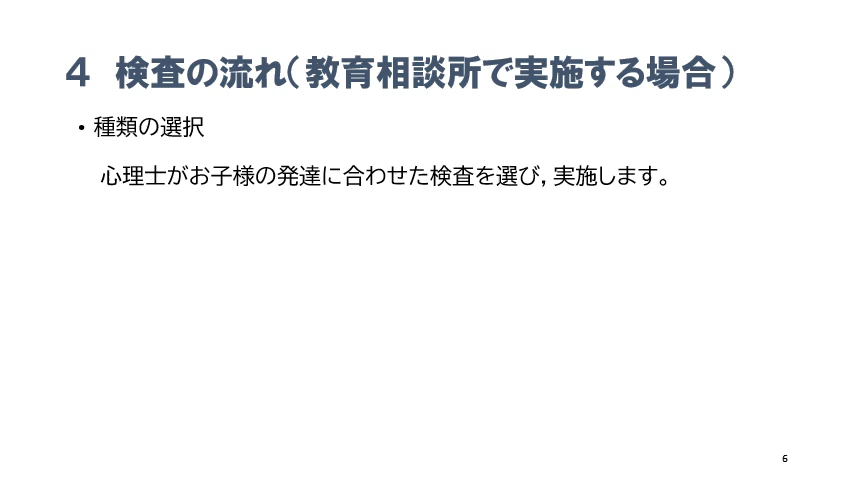 ４　検査の流れ（教育相談所で実施する場合）
・種類の選択
心理士がお子様の発達に合わせた検査を選び，実施します。
6